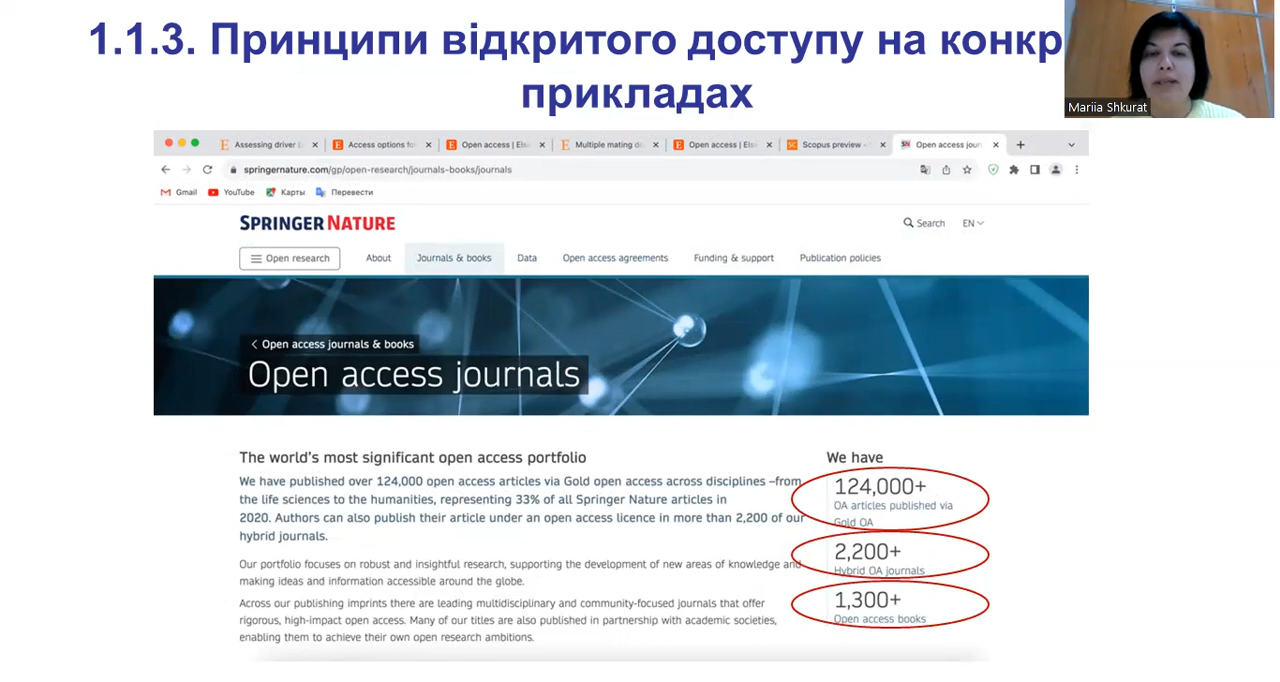 1.1.3. Принципи відкритого доступу на конкр
прикладах
Mariia Shkurat
Assessing driver
Access options fo
Open access | Els
Multiple mating d
Open access | Else
Scopus preview -
Open access jour
springernature.com/gp/open-research/journals-books/journals
Gmail YouTube Карты Перевести
SPRINGER NATURE
Search EN
Open research About Journals & books Data Open access agreements Funding & support Publication policies
Open access journals & books
Open access journals
The world's most significant open access portfolio
We have published over 124,000 open access articles via Gold open access across disciplines –from
the life sciences to the humanities, representing 33% of all Springer Nature articles in
2020. Authors can also publish their article under an open access licence in more than 2,200 of our
hybrid journals.
Our portfolio focuses on robust and insightful research, supporting the development of new areas of knowledge and
making ideas and information accessible around the globe.
Across our publishing imprints there are leading multidisciplinary and community-focused journals that offer
rigorous, high-impact open access. Many of our titles are also published in partnership with academic societies,
enabling them to achieve their own open research ambitions.
We have
124,000+
OA articles published via
Gold OA
2,200+
Hybrid OA journals
1,300+
Open access books